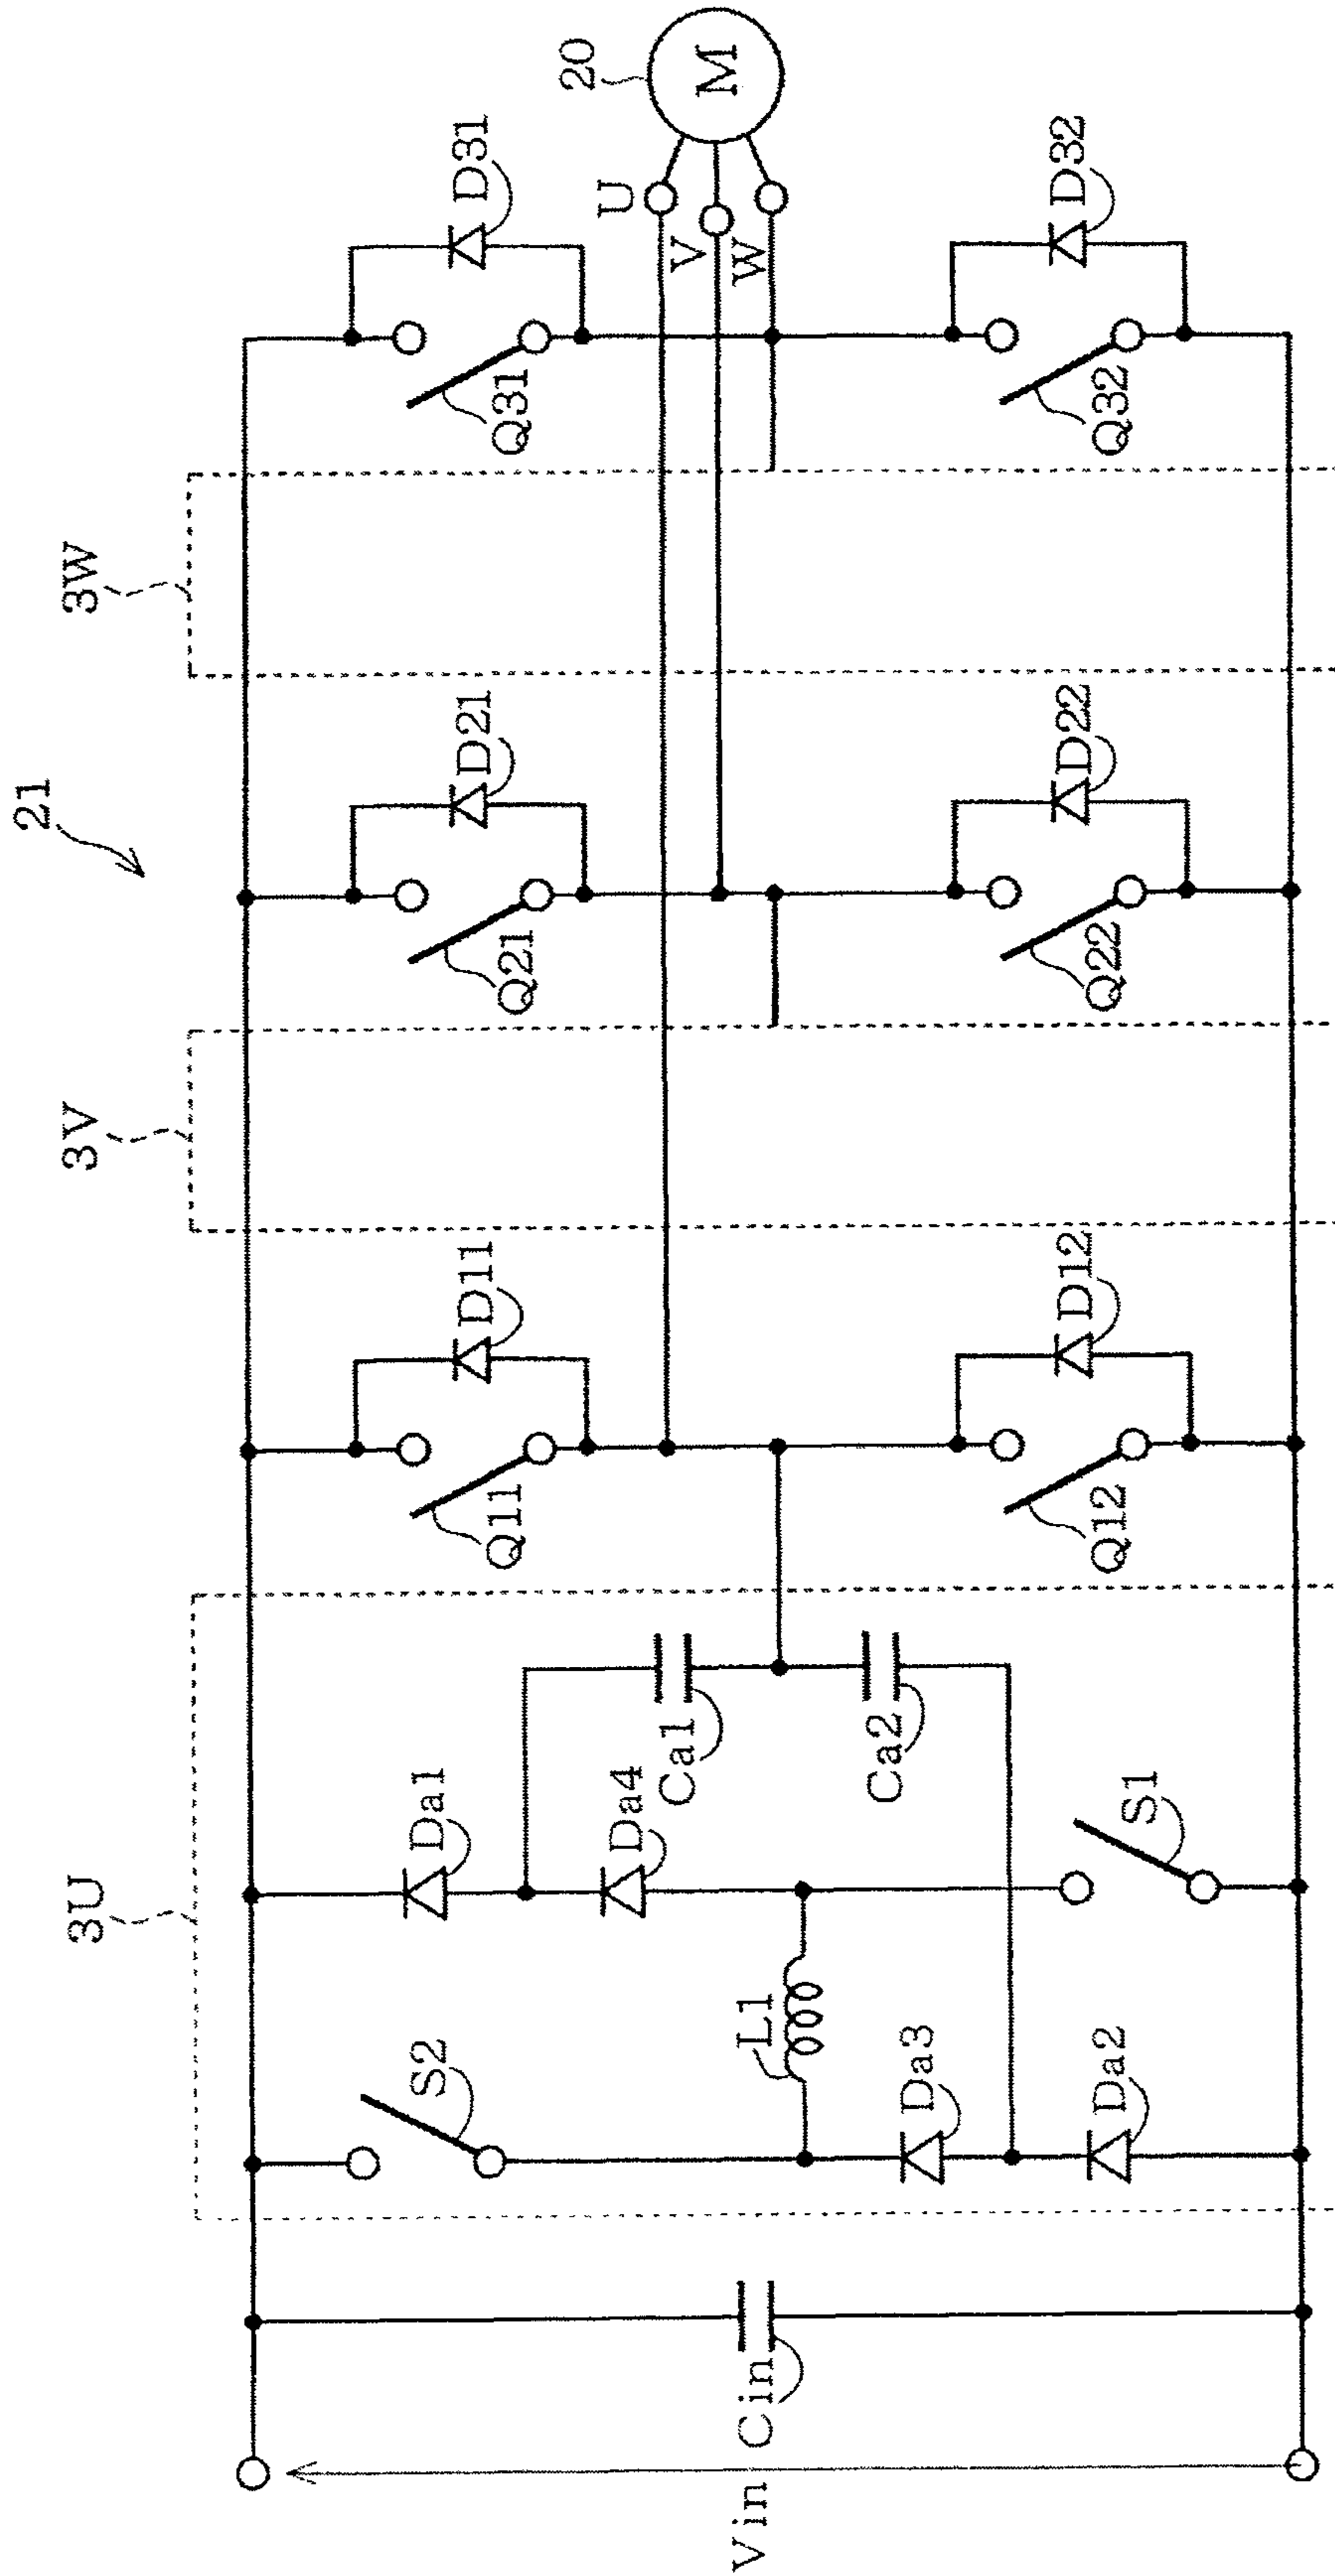 21
3U
3V
3W
Vin
Cin
S2
L1
Da3
Da2
Da1
Da4
S1
Ca1
Ca2
Q11
D11
Q12
D12
Q21
D21
Q22
D22
Q31
D31
Q32
D32
U
V
W
20
M